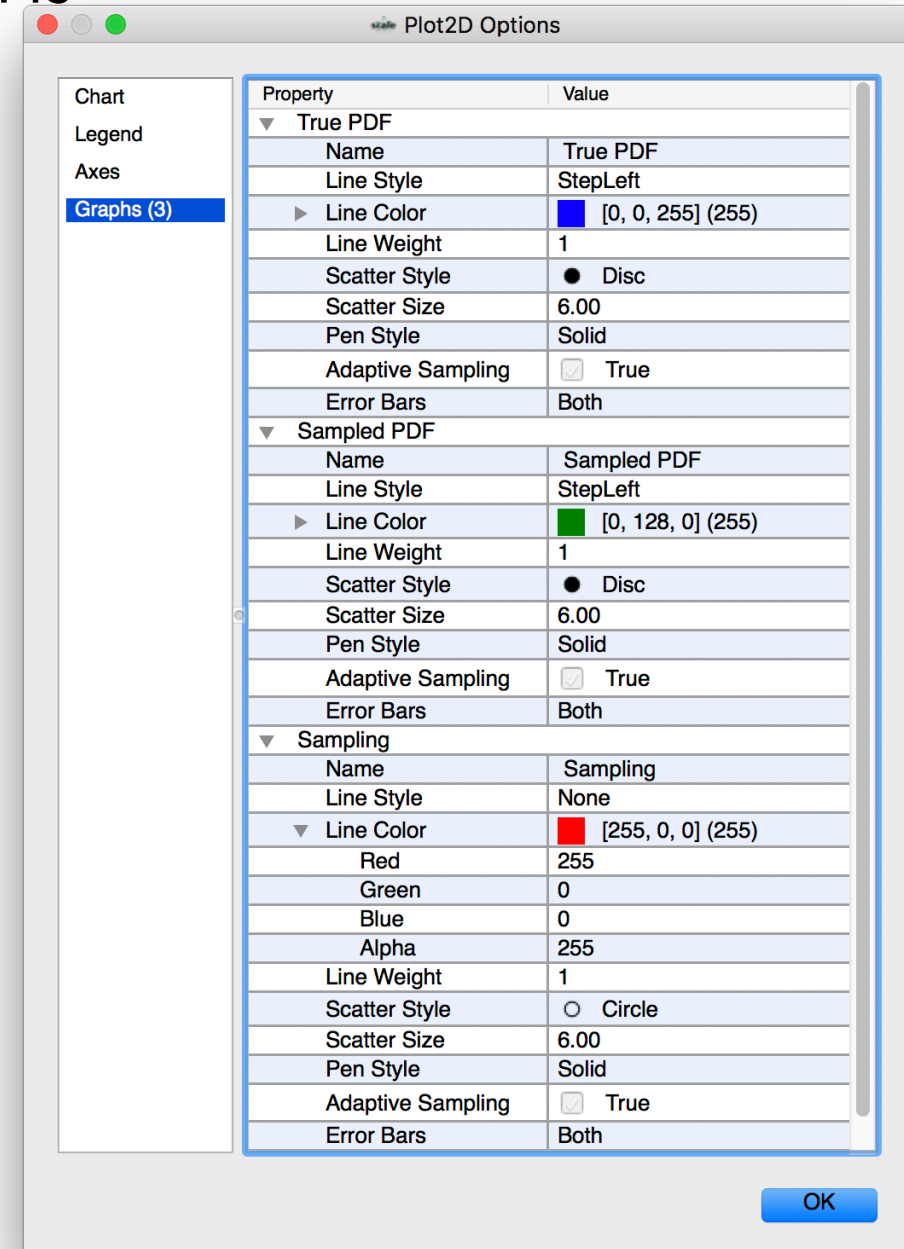 Plot2D Options
Chart
Legend
Axes
Graphs (3)
Property Value
True PDF
Name True PDF
Line Style StepLeft
Line Color [0, 0, 255] (255)
Line Weight 1
Scatter Style Disc
Scatter Size 6.00
Pen Style Solid
Adaptive Sampling True
Error Bars Both
Sampled PDF
Name Sampled PDF
Line Style StepLeft
Line Color [0, 128, 0] (255)
Line Weight 1
Scatter Style Disc
Scatter Size 6.00
Pen Style Solid
Adaptive Sampling True
Error Bars Both
Sampling
Name Sampling
Line Style None
Line Color [255, 0, 0] (255)
Red 255
Green 0
Blue 0
Alpha 255
Line Weight 1
Scatter Style Circle
Scatter Size 6.00
Pen Style Solid
Adaptive Sampling True
Error Bars Both
OK